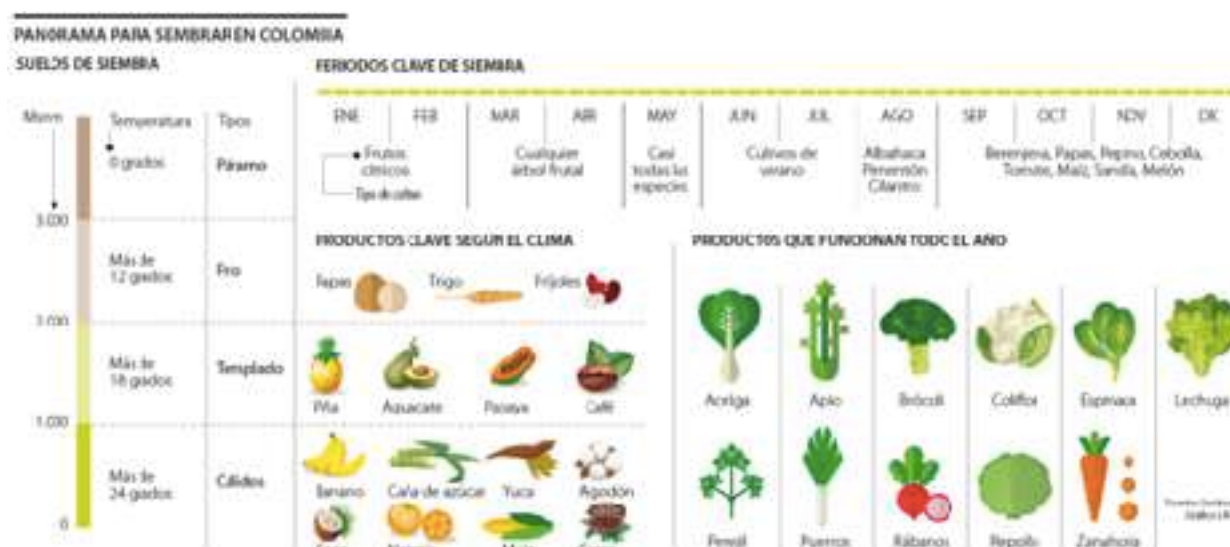 PANORAMA PARA SEMBRAR EN COLOMBIA
SUELOS DE SIEMBRA
PERIODOS CLAVE DE SIEMBRA
Temperatura
Tipos
0 grados
Páramo
3.000
Más de
12 grados
Frío
2.000
Más de
18 grados
Templado
1.000
Más de
24 grados
Cálidos
0
ENE FEB MAR ABR MAY JUN JUL AGO SEP OCT NOV DIC
Frutos
cítricos
Tipo de cultivo
Cualquier
árbol frutal
Casi
todas las
especies
Cultivos de
verano
Albahaca
Pimentón
Cilantro
Berenjena, Papas, Pepino, Cebolla,
Tomate, Maíz, Sandía, Melón
PRODUCTOS CLAVE SEGÚN EL CLIMA
Papas Trigo Fríjoles
Piña Aguacate Papaya Café
Banano Caña de azúcar Yuca Algodón
PRODUCTOS QUE FUNCIONAN TODO EL AÑO
Acelga Apio Brócoli Coliflor Espinaca Lechuga
Perejil Puerros Rábanos Repollo Zanahoria